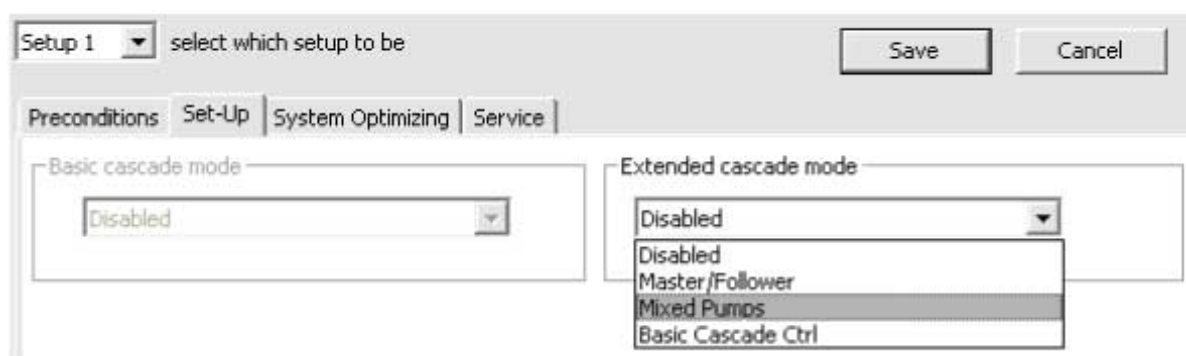 Setup 1 select which setup to be Save Cancel
Preconditions Set-Up System Optimizing Service
Basic cascade mode Extended cascade mode
Disabled Disabled
Disabled
Master/Follower
Mixed Pumps
Basic Cascade Ctrl